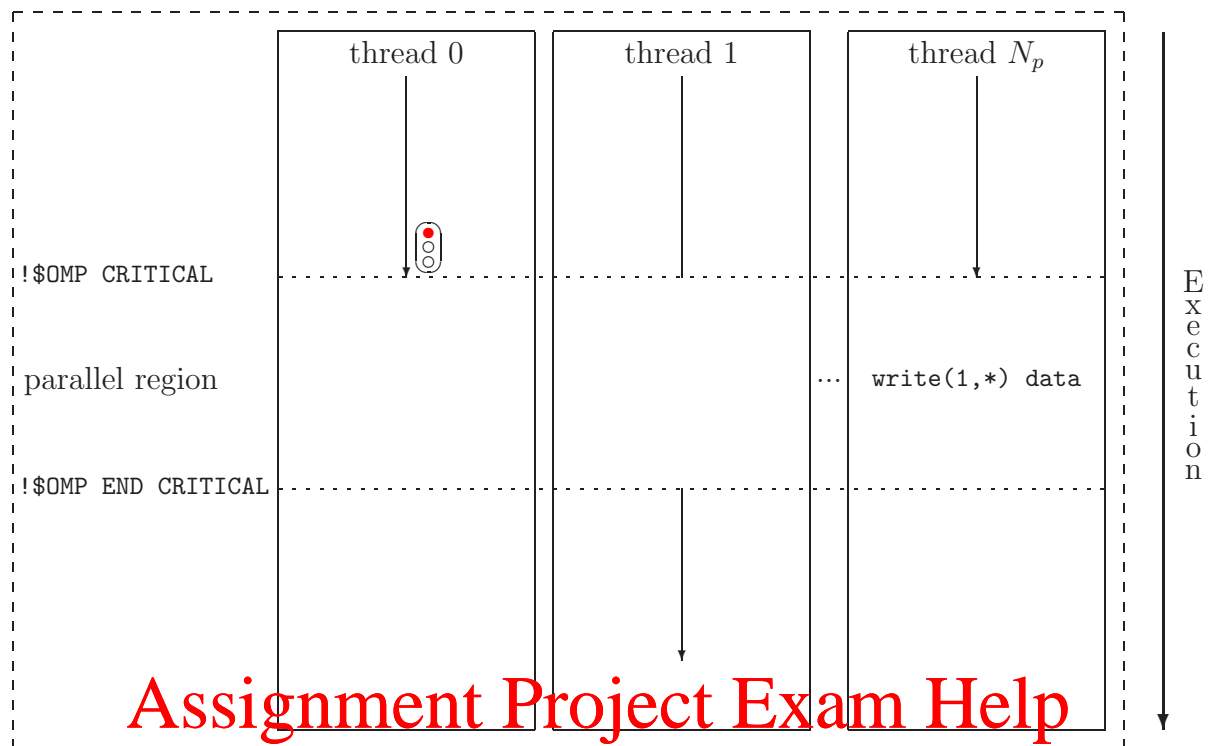 thread 0
thread 1
thread N_p
!$OMP CRITICAL
parallel region
...
write(1,*) data
!$OMP END CRITICAL
Execution
Assignment Project Exam Help